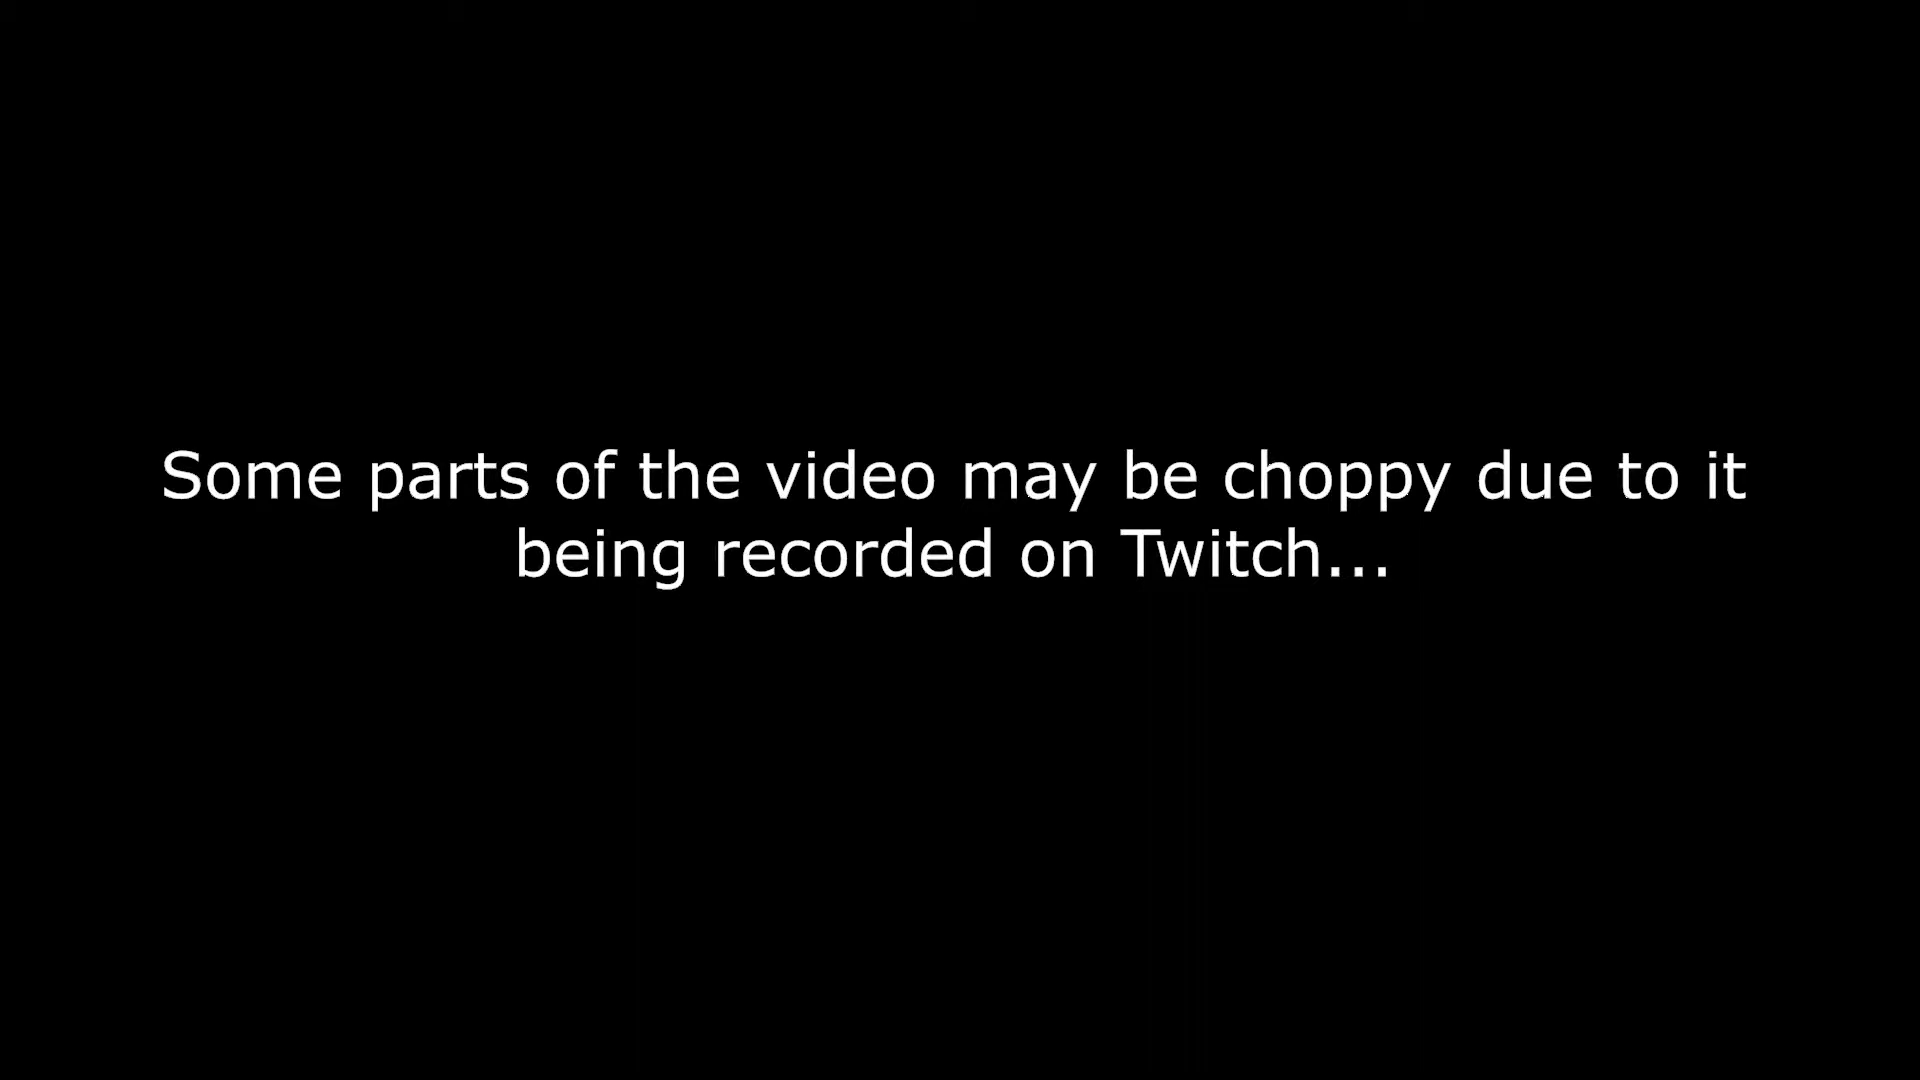 Some parts of the video may be choppy due to it
being recorded on Twitch...